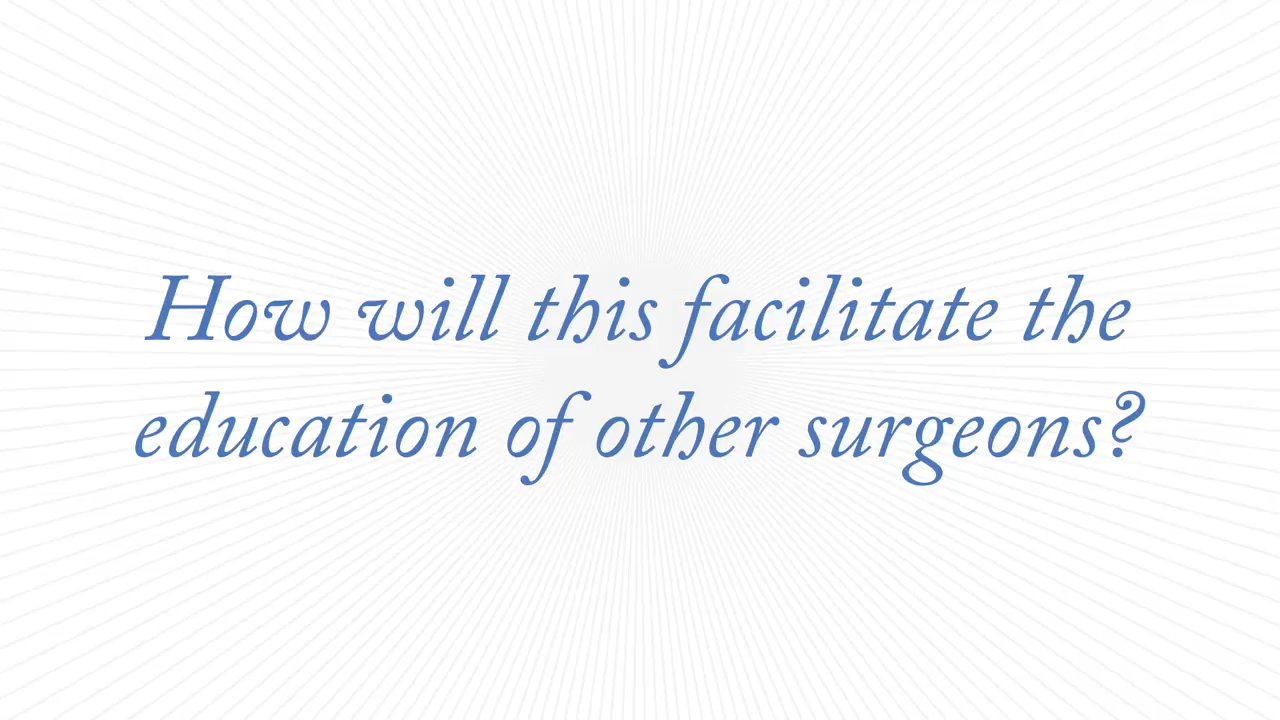 How will this facilitate the
education of other surgeons?